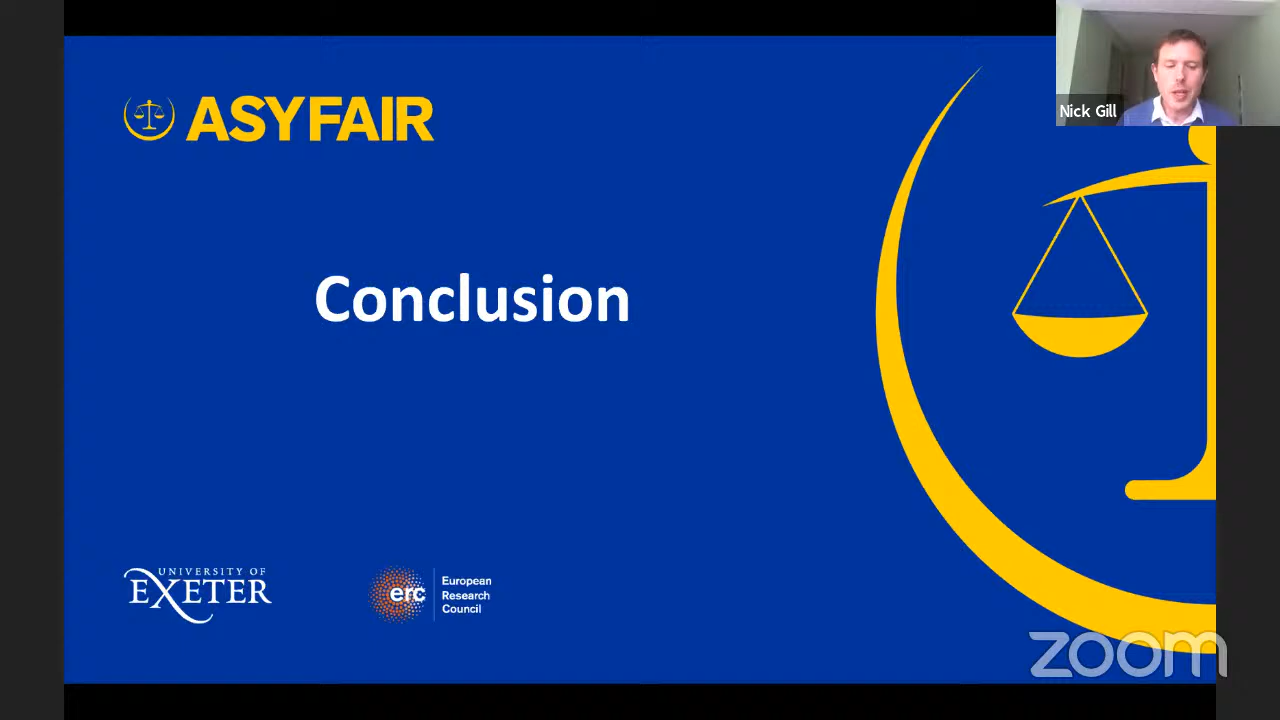 Nick Gill
ASYFAIR
Conclusion
UNIVERSITY OF
EXETER
erc
European
Research
Council
zoom